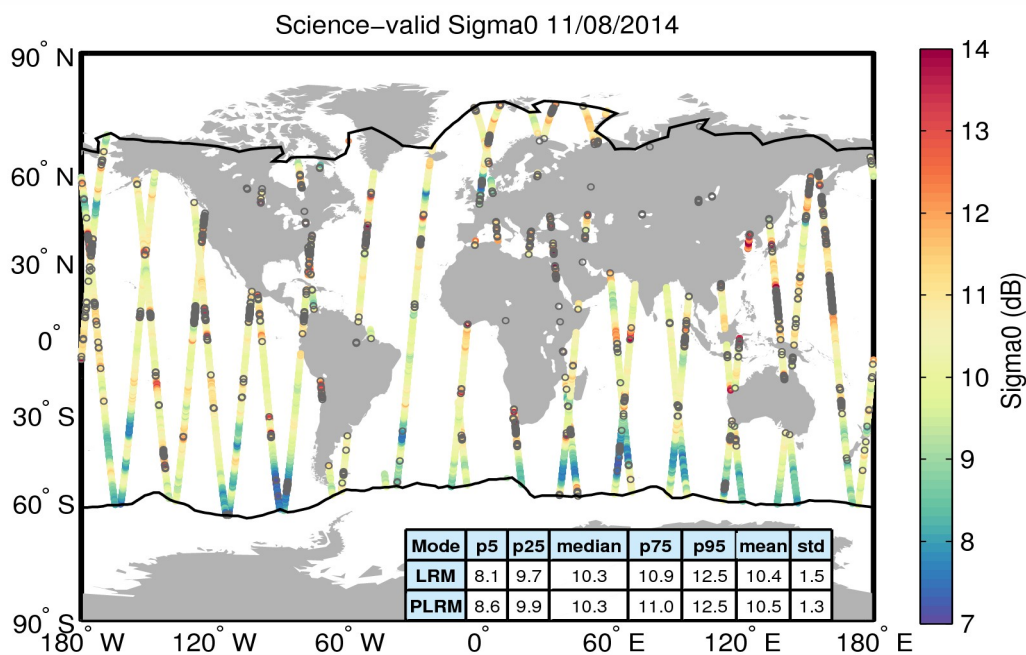 Science−valid Sigma0 11/08/2014
90° N
60° N
30° N
0°
30° S
60° S
90° S
180° W
120° W
60° W
0°
60° E
120° E
180° E
14
13
12
11
10
9
8
7
Sigma0 (dB)
Mode p5 p25 median p75 p95 mean std
LRM 8.1 9.7 10.3 10.9 12.5 10.4 1.5
PLRM 8.6 9.9 10.3 11.0 12.5 10.5 1.3